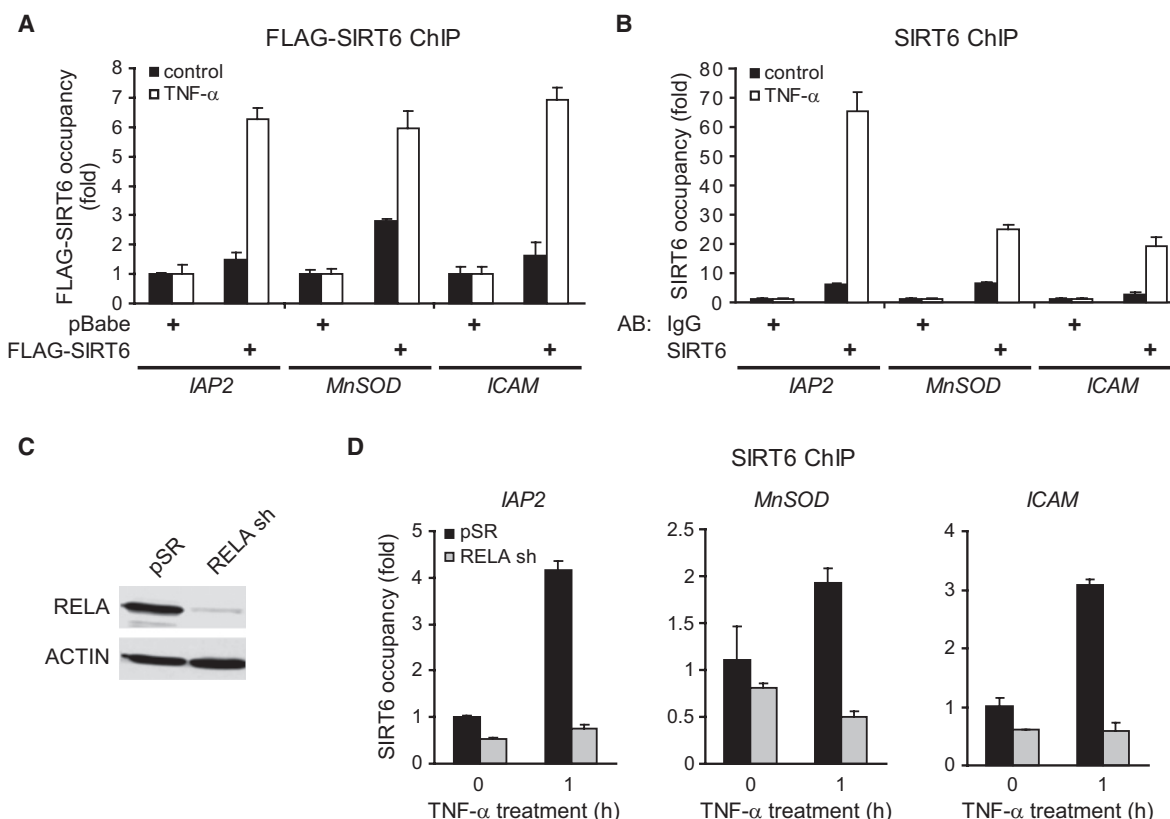 A
FLAG-SIRT6 ChIP
FLAG-SIRT6 occupancy
(fold)
8
7
6
5
4
3
2
1
0
control
TNF-α
pBabe + + +
FLAG-SIRT6 + + +
IAP2 MnSOD ICAM
B
SIRT6 ChIP
SIRT6 occupancy (fold)
80
70
60
50
40
30
20
10
0
control
TNF-α
AB: IgG + + +
SIRT6 + + +
IAP2 MnSOD ICAM
C
pSR RELA sh
RELA
ACTIN
D
SIRT6 ChIP
IAP2
SIRT6 occupancy (fold)
5
4
3
2
1
0
pSR
RELA sh
0 1
TNF-α treatment (h)
MnSOD
2.5
2
1.5
1
0.5
0
0 1
TNF-α treatment (h)
ICAM
4
3
2
1
0
0 1
TNF-α treatment (h)